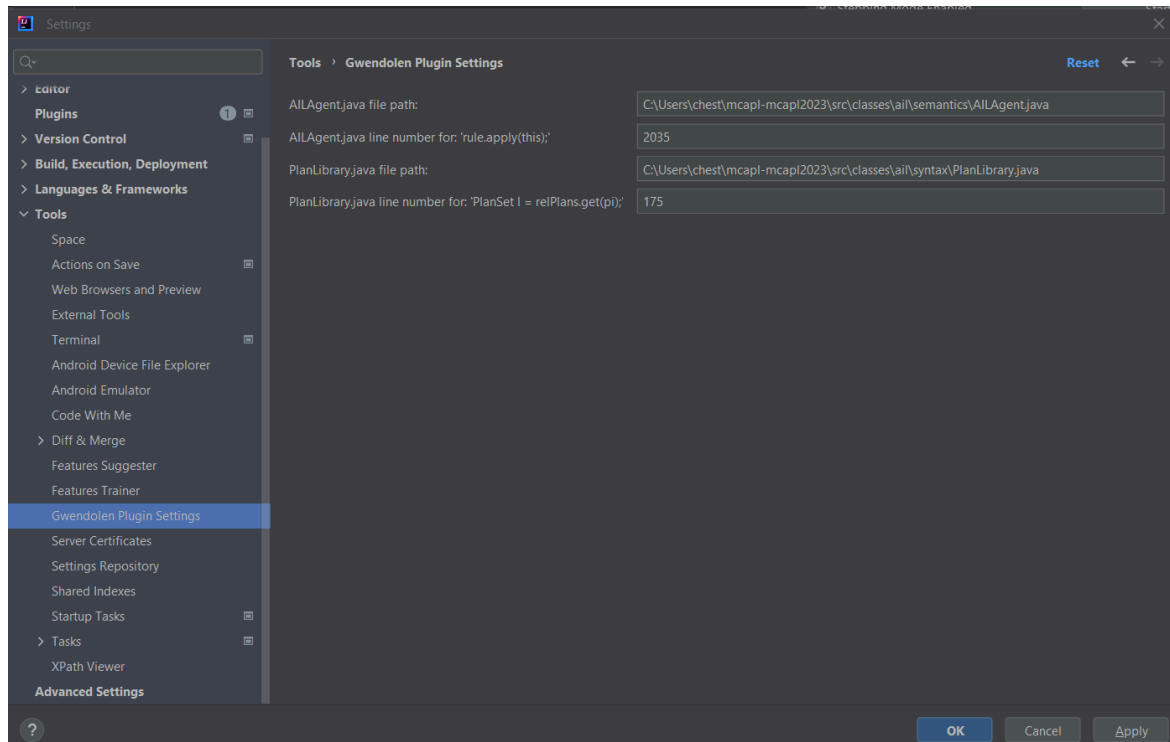 Stepping Mode Enabled
Settings
Tools › Gwendolen Plugin Settings
Reset
Editor
Plugins 1
Version Control
Build, Execution, Deployment
Languages & Frameworks
Tools
Space
Actions on Save
Web Browsers and Preview
External Tools
Terminal
Android Device File Explorer
Android Emulator
Code With Me
Diff & Merge
Features Suggester
Features Trainer
Gwendolen Plugin Settings
Server Certificates
Settings Repository
Shared Indexes
Startup Tasks
Tasks
XPath Viewer
Advanced Settings
AILAgent.java file path: C:\Users\chest\mcapl-mcapl2023\src\classes\ail\semantics\AILAgent.java
AILAgent.java line number for: 'rule.apply(this);' 2035
PlanLibrary.java file path: C:\Users\chest\mcapl-mcapl2023\src\classes\ail\syntax\PlanLibrary.java
PlanLibrary.java line number for: 'PlanSet l = relPlans.get(pi);' 175
?
OK
Cancel
Apply